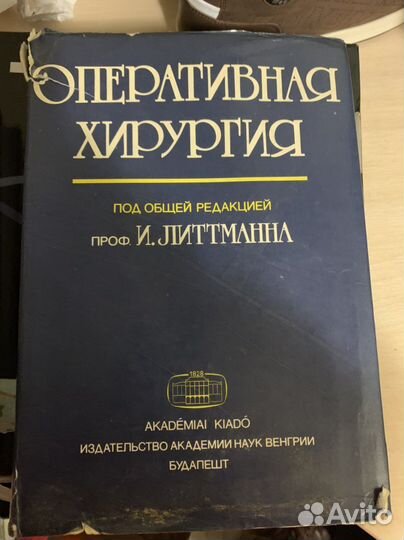 ОПЕРАТИВНАЯ
ХИРУРГИЯ
ПОД ОБЩЕЙ РЕДАКЦИЕЙ
ПРОФ. И. ЛИТТМАННА
1828
AKADÉMIAI KIADÓ
ИЗДАТЕЛЬСТВО АКАДЕМИИ НАУК ВЕНГРИИ
БУДАПЕШТ
Avito